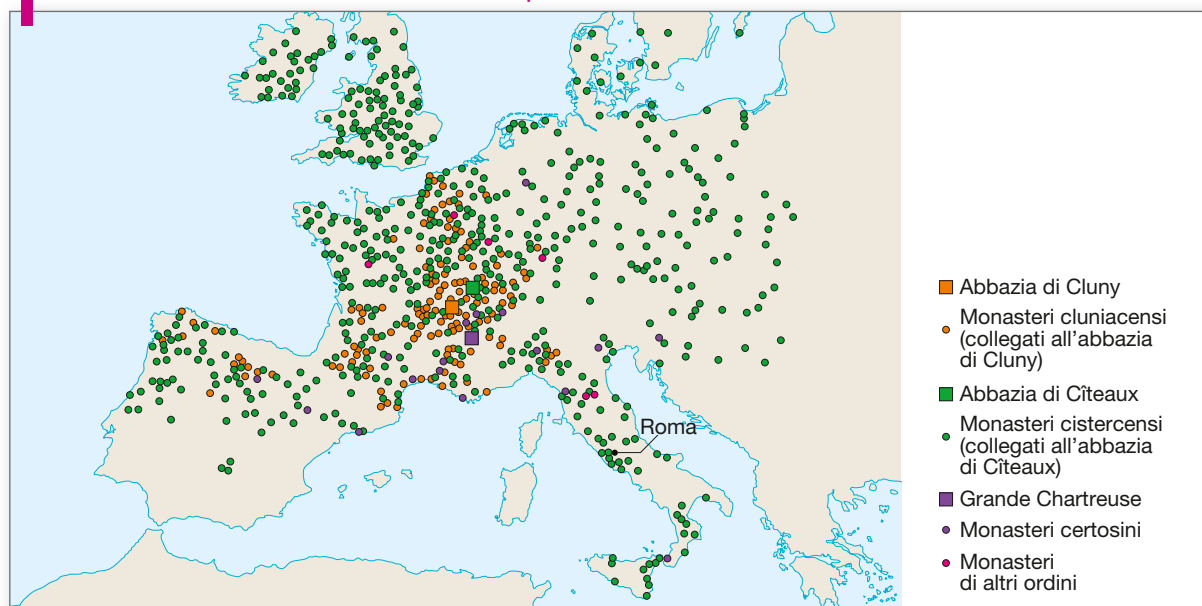 Roma
Abbazia di Cluny
Monasteri cluniacensi
(collegati all'abbazia
di Cluny)
Abbazia di Cîteaux
Monasteri cistercensi
(collegati all'abbazia
di Cîteaux)
Grande Chartreuse
Monasteri certosini
Monasteri
di altri ordini